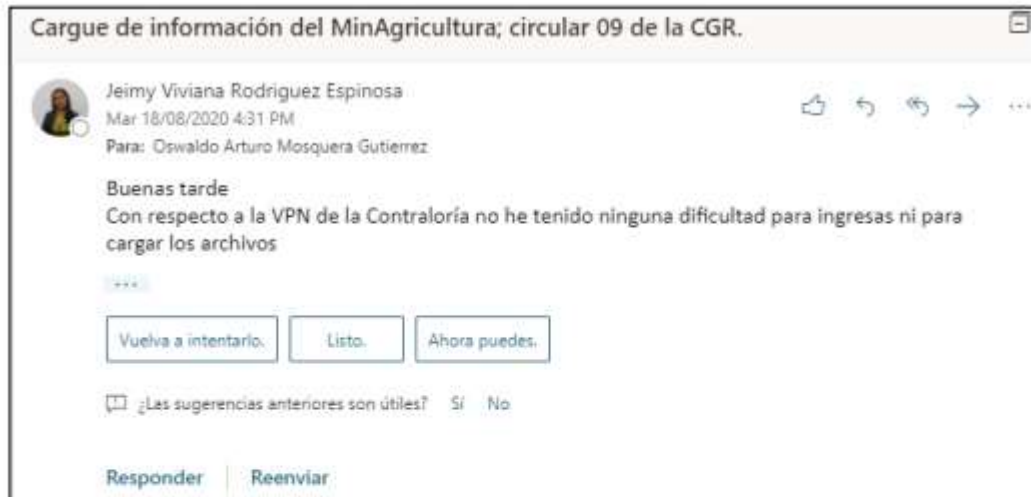 Cargue de información del MinAgricultura; circular 09 de la CGR.
Jeimy Viviana Rodriguez Espinosa
Mar 18/08/2020 4:31 PM
Para: Oswaldo Arturo Mosquera Gutierrez
Buenas tarde
Con respecto a la VPN de la Contraloría no he tenido ninguna dificultad para ingresas ni para
cargar los archivos
...
Vuelva a intentarlo. Listo. Ahora puedes.
¿Las sugerencias anteriores son útiles? Sí No
Responder Reenviar